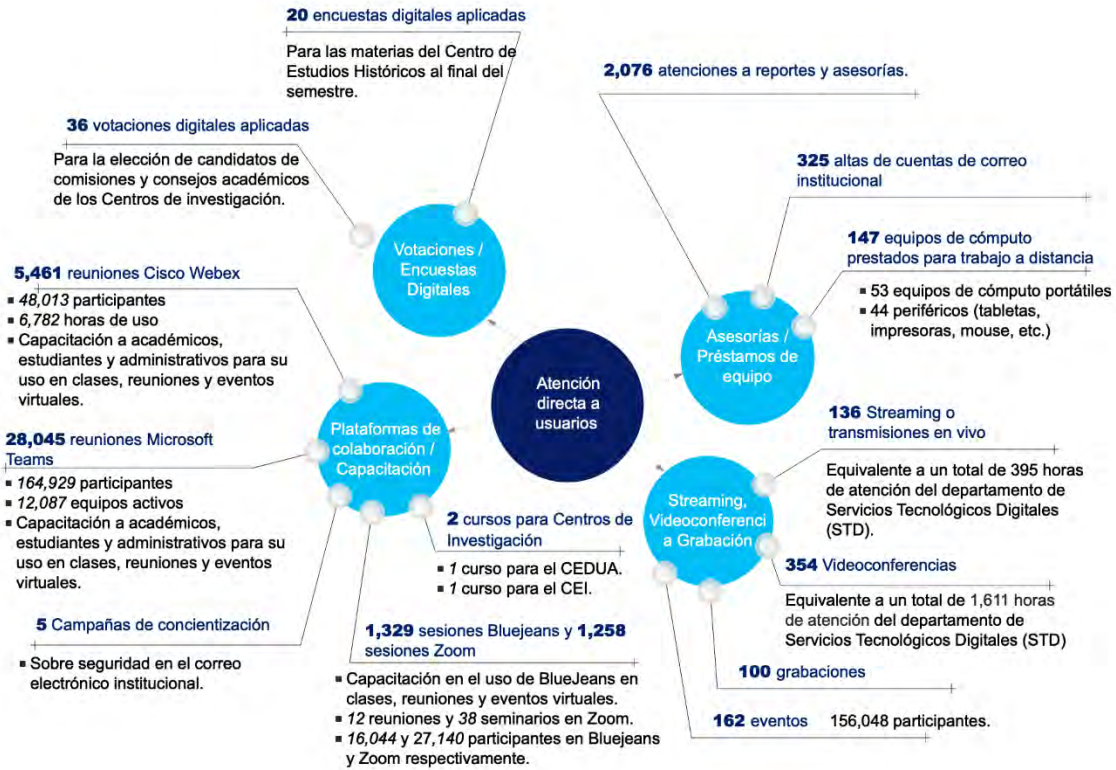 20 encuestas digitales aplicadas
Para las materias del Centro de
Estudios Históricos al final del
semestre.
36 votaciones digitales aplicadas
Para la elección de candidatos de
comisiones y consejos académicos
de los Centros de investigación.
Votaciones /
Encuestas
Digitales
2,076 atenciones a reportes y asesorías.
325 altas de cuentas de correo
institucional
147 equipos de cómputo
prestados para trabajo a distancia
▪ 53 equipos de cómputo portátiles
▪ 44 periféricos (tabletas,
impresoras, mouse, etc.)
Asesorías /
Préstamos de
equipo
Atención
directa a
usuarios
5,461 reuniones Cisco Webex
▪ 48,013 participantes
▪ 6,782 horas de uso
▪ Capacitación a académicos,
estudiantes y administrativos para su
uso en clases, reuniones y eventos
virtuales.
28,045 reuniones Microsoft
Teams
▪ 164,929 participantes
▪ 12,087 equipos activos
▪ Capacitación a académicos,
estudiantes y administrativos para su
uso en clases, reuniones y eventos
virtuales.
Plataformas de
colaboración /
Capacitación
5 Campañas de concientización
▪ Sobre seguridad en el correo
electrónico institucional.
2 cursos para Centros de
Investigación
▪ 1 curso para el CEDUA.
▪ 1 curso para el CEI.
1,329 sesiones Bluejeans y 1,258
sesiones Zoom
▪ Capacitación en el uso de BlueJeans en
clases, reuniones y eventos virtuales.
▪ 12 reuniones y 38 seminarios en Zoom.
▪ 16,044 y 27,140 participantes en Bluejeans
y Zoom respectivamente.
Streaming,
Videoconferenci
a Grabación
136 Streaming o
transmisiones en vivo
Equivalente a un total de 395 horas
de atención del departamento de
Servicios Tecnológicos Digitales
(STD).
354 Videoconferencias
Equivalente a un total de 1,611 horas
de atención del departamento de
Servicios Tecnológicos Digitales (STD)
100 grabaciones
162 eventos 156,048 participantes.